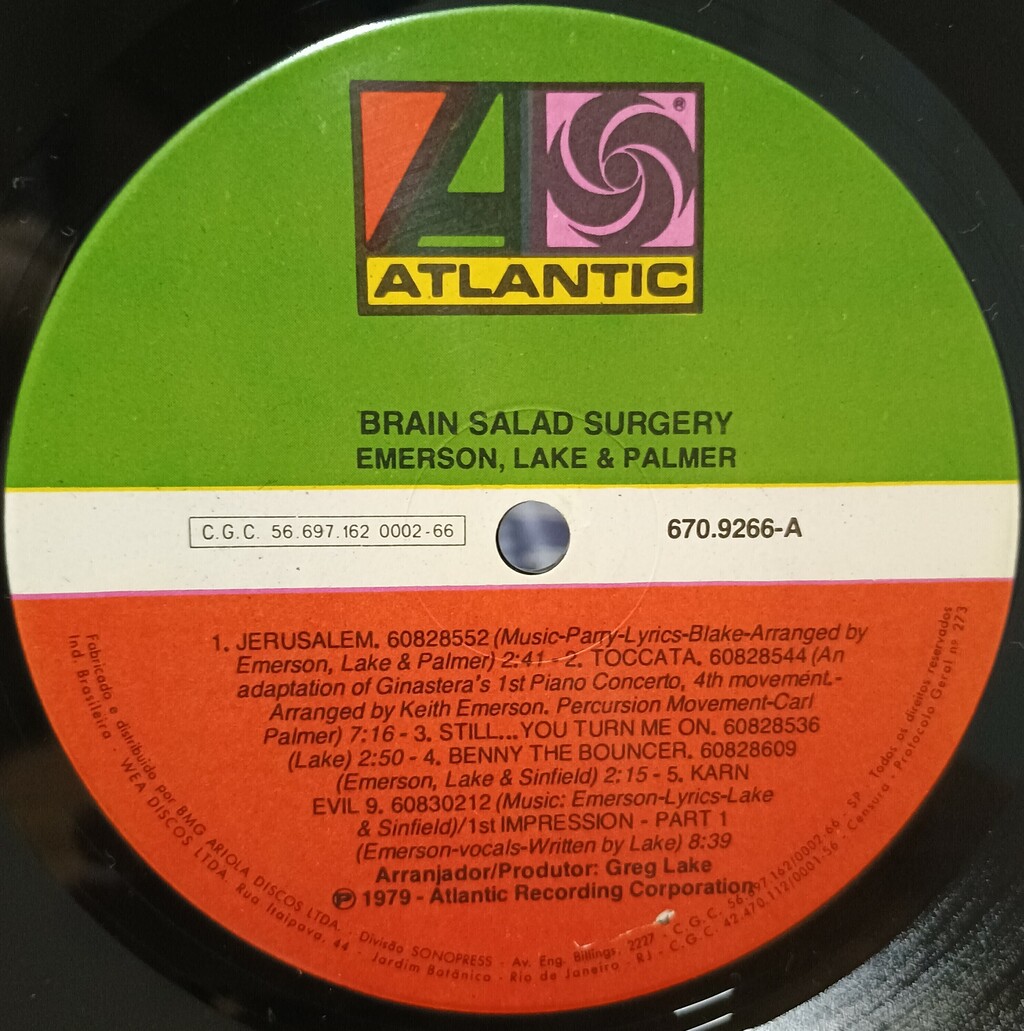 ®
ATLANTIC
BRAIN SALAD SURGERY
EMERSON, LAKE & PALMER
C.G.C. 56.697.162 0002-66
670.9266-A
1. JERUSALEM. 60828552 (Music-Parry-Lyrics-Blake-Arranged by
Emerson, Lake & Palmer) 2:41 - 2. TOCCATA. 60828544 (An
adaptation of Ginastera's 1st Piano Concerto, 4th movement.-
Arranged by Keith Emerson. Percursion Movement-Carl
Palmer) 7:16 - 3. STILL...YOU TURN ME ON. 60828536
(Lake) 2:50 - 4. BENNY THE BOUNCER. 60828609
(Emerson, Lake & Sinfield) 2:15 - 5. KARN
EVIL 9. 60830212 (Music: Emerson-Lyrics-Lake
& Sinfield)/1st IMPRESSION - PART 1
(Emerson-vocals-Written by Lake) 8:39
Arranjador/Produtor: Greg Lake
℗ 1979 - Atlantic Recording Corporation
Fabricado e distribuido por BMG ARIOLA DISCOS LTDA. Divisão SONOPRESS - Av. Eng. Billings, 2227 - C.G.C. 56.697.162/0002-66 SP Todos os direitos reservados
Ind. Brasileira - WEA DISCOS LTDA. Rua Itaipava, 44 - Jardim Botânico - Rio de Janeiro - RJ - C.G.C. 42.470.112/0001-56 - Censura - Protocolo Geral nº 273